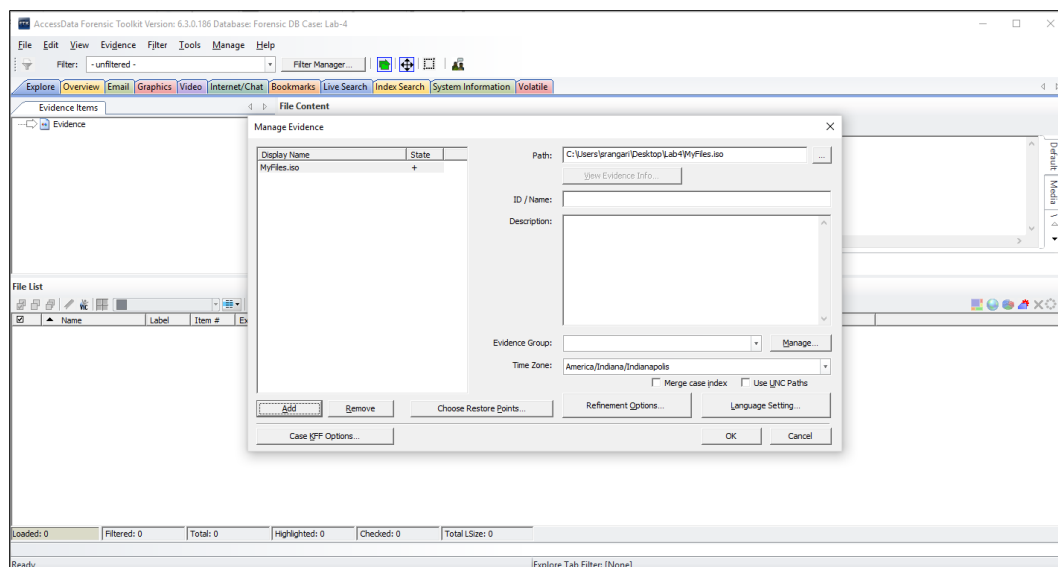 AccessData Forensic Toolkit Version: 6.3.0.186 Database: Forensic DB Case: Lab-4
File Edit View Evidence Filter Tools Manage Help
Filter: - unfiltered - Filter Manager...
Explore Overview Email Graphics Video Internet/Chat Bookmarks Live Search Index Search System Information Volatile
Evidence Items File Content
Evidence
Manage Evidence
Display Name State
MyFiles.iso +
Path: C:\Users\srangari\Desktop\Lab4\MyFiles.iso ...
View Evidence Info...
ID / Name:
Description:
Evidence Group: Manage...
Time Zone: America/Indiana/Indianapolis
Merge case index Use UNC Paths
Add Remove Choose Restore Points... Refinement Options... Language Setting...
Case KFF Options... OK Cancel
Default
Media
File List
Name Label Item # Ex
Loaded: 0 Filtered: 0 Total: 0 Highlighted: 0 Checked: 0 Total LSize: 0
Ready Explore Tab Filter: [None]